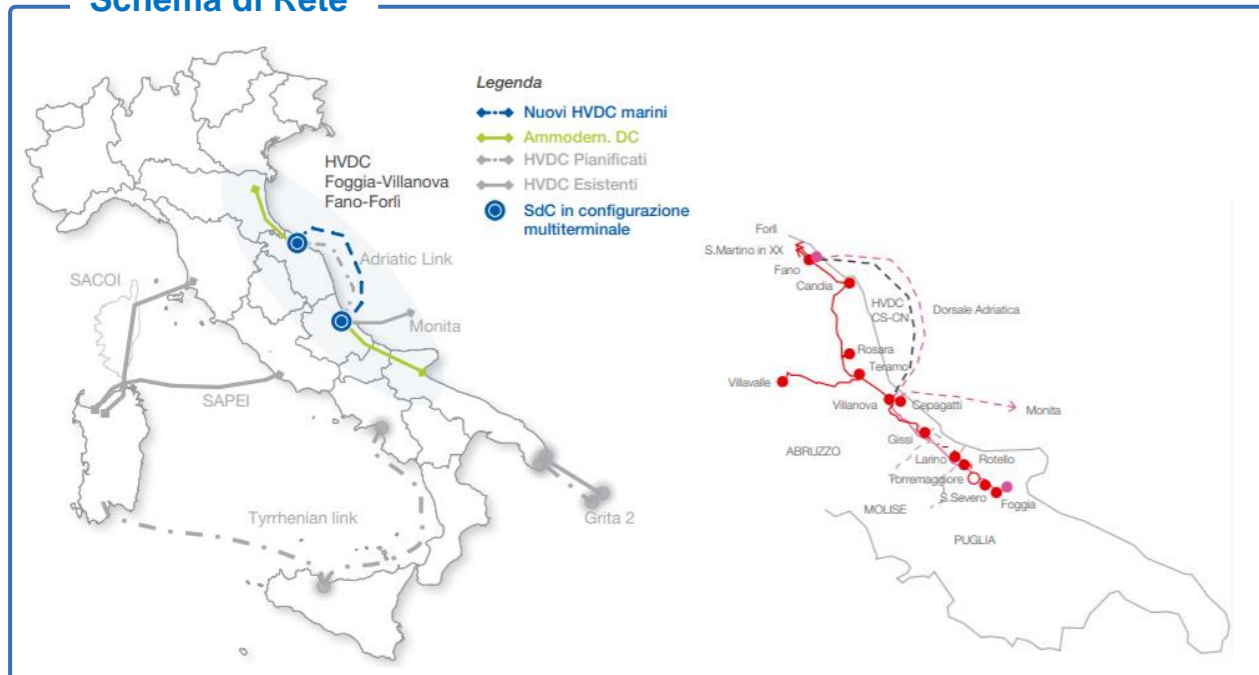 Schema di Rete
Legenda
Nuovi HVDC marini
Ammodern. DC
HVDC Pianificati
HVDC Esistenti
SdC in configurazione
multiterminale
HVDC
Foggia-Villanova
Fano-Forlì
Adriatic Link
SACOI
Monita
SAPEI
Tyrrhenian link
Grita 2
Forlì
S.Martino in XX
Fano
Candia
HVDC
CS-CN
Dorsale Adriatica
Rosara
Teramo
Villavalle
Villanova
Cepagatti
Monita
Gissi
ABRUZZO
Larino
Rotello
Torremaggiore
S.Severo
Foggia
MOLISE
PUGLIA